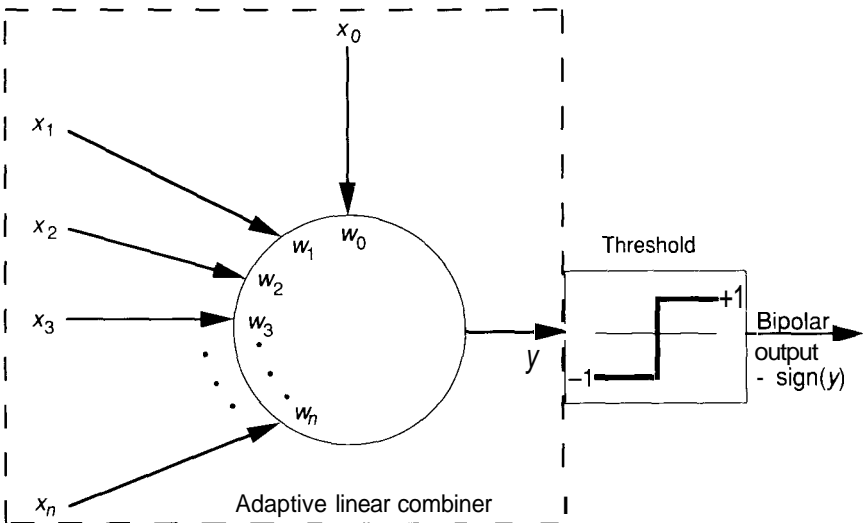 x0
x1
x2
x3
xn
w1
w0
w2
w3
wn
y
Threshold
+1
−1
Bipolar
output
- sign(y)
Adaptive linear combiner